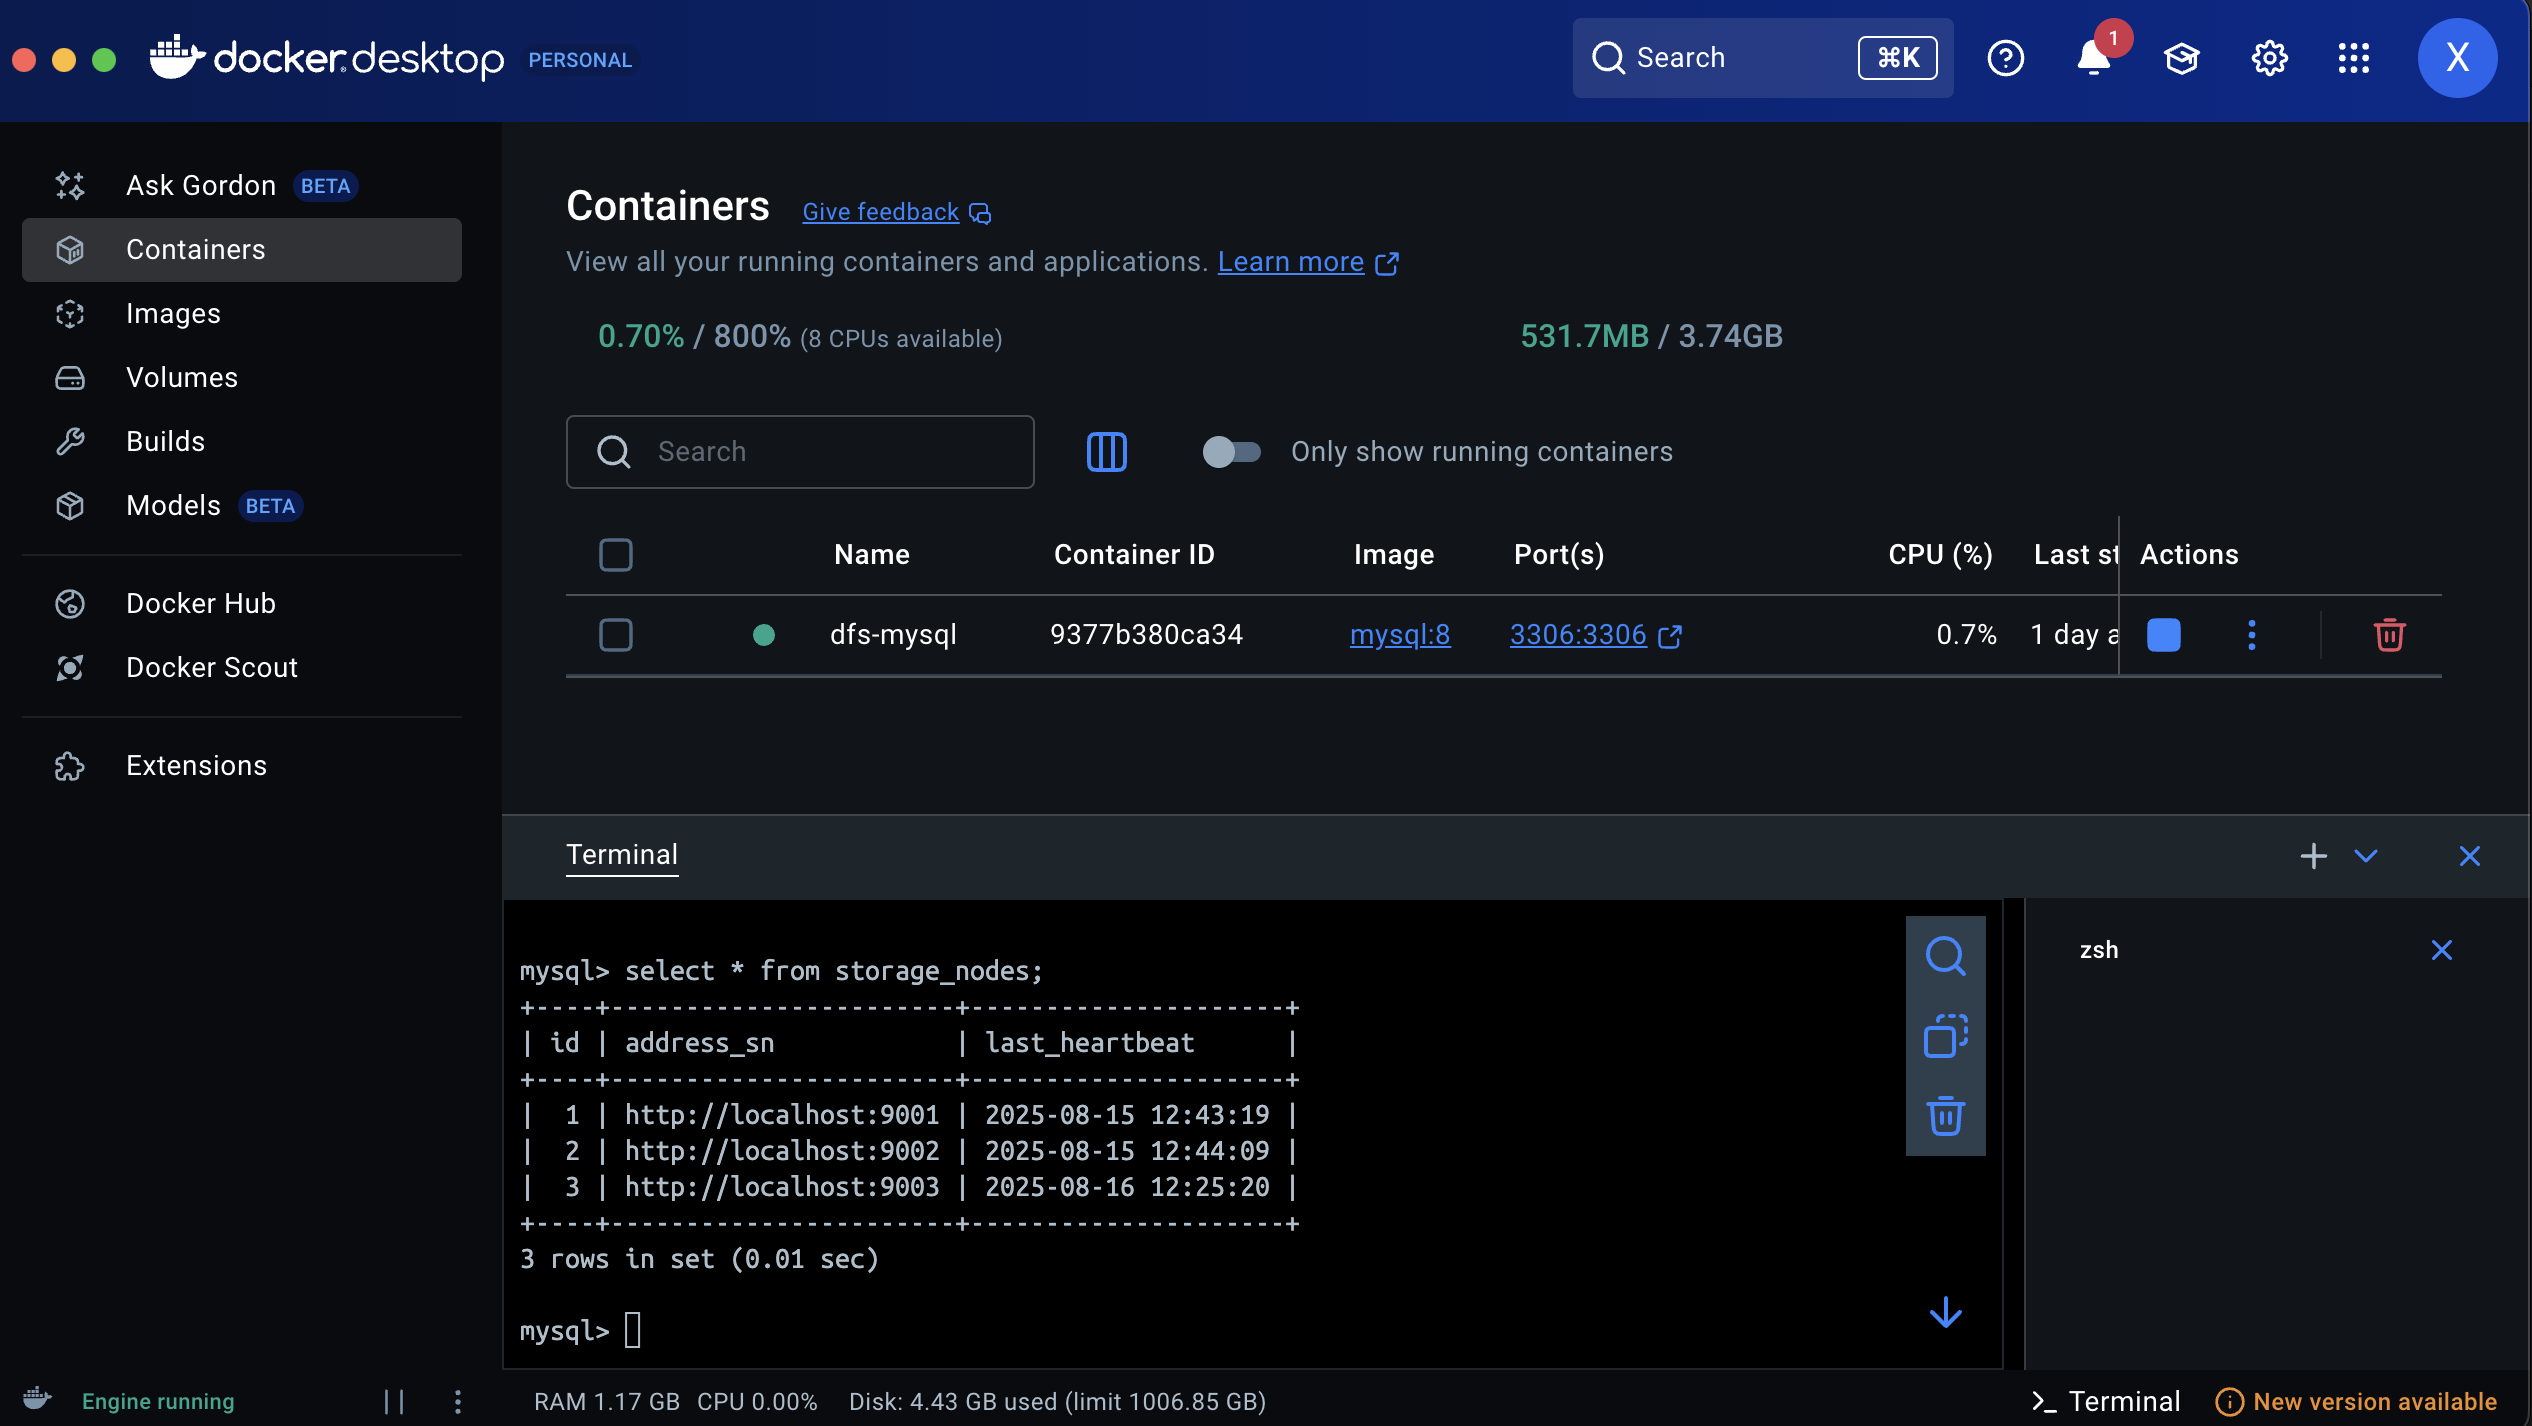 docker desktop PERSONAL
Search ⌘K
1
X
Ask Gordon BETA
Containers
Images
Volumes
Builds
Models BETA
Docker Hub
Docker Scout
Extensions
Containers Give feedback
View all your running containers and applications. Learn more
0.70% / 800% (8 CPUs available) 531.7MB / 3.74GB
Search Only show running containers
Name Container ID Image Port(s) CPU (%) Last st Actions
dfs-mysql 9377b380ca34 mysql:8 3306:3306 0.7% 1 day a
Terminal
zsh
mysql> select * from storage_nodes;
+----+-----------------------+---------------------+
| id | address_sn            | last_heartbeat      |
+----+-----------------------+---------------------+
|  1 | http://localhost:9001 | 2025-08-15 12:43:19 |
|  2 | http://localhost:9002 | 2025-08-15 12:44:09 |
|  3 | http://localhost:9003 | 2025-08-16 12:25:20 |
+----+-----------------------+---------------------+
3 rows in set (0.01 sec)
mysql>
Engine running RAM 1.17 GB CPU 0.00% Disk: 4.43 GB used (limit 1006.85 GB) >_ Terminal New version available